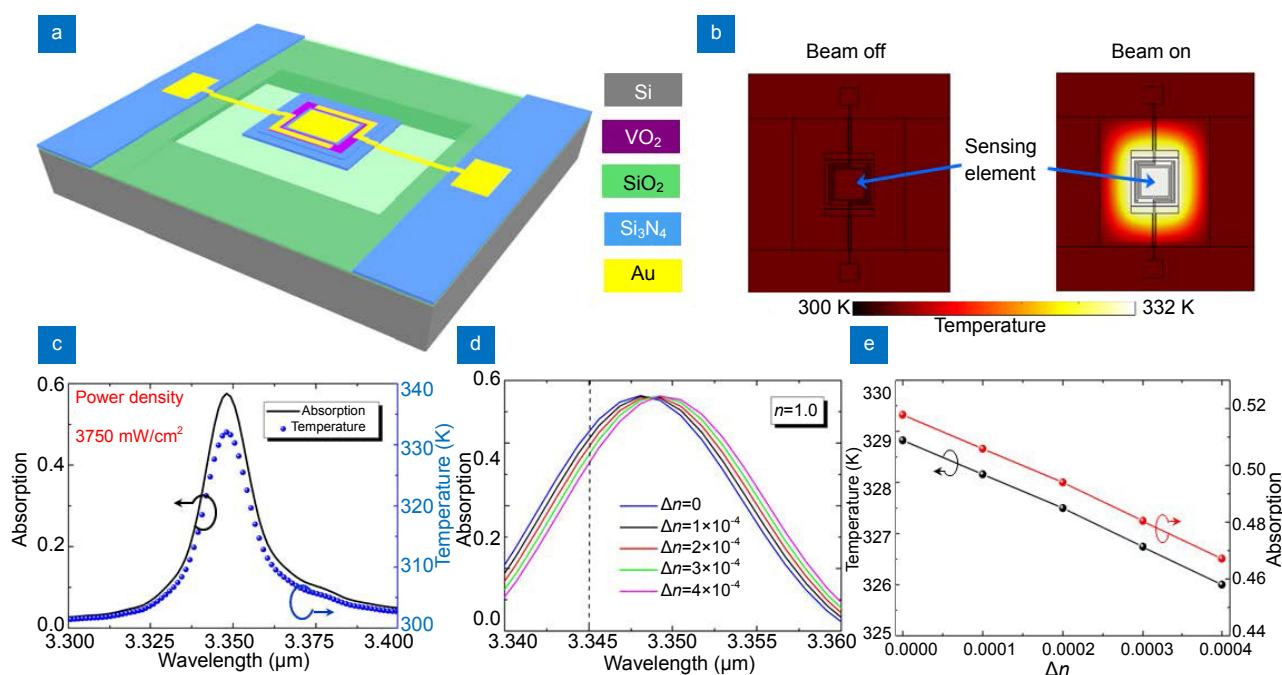 a
Si
VO₂
SiO₂
Si₃N₄
Au
b
Beam off
Beam on
Sensing
element
300 K
332 K
Temperature
c
Power density
3750 mW/cm²
Absorption
Temperature
0.6
0.4
0.2
0.0
Absorption
3.300
3.325
3.350
3.375
3.400
Wavelength (μm)
340
330
320
310
300
Temperature (K)
d
n=1.0
Δn=0
Δn=1×10⁻⁴
Δn=2×10⁻⁴
Δn=3×10⁻⁴
Δn=4×10⁻⁴
0.6
0.4
0.2
0.0
Absorption
3.340
3.345
3.350
3.355
3.360
Wavelength (μm)
e
330
329
328
327
326
325
Temperature (K)
0.52
0.50
0.48
0.46
0.44
Absorption
0.0000
0.0001
0.0002
0.0003
0.0004
Δn